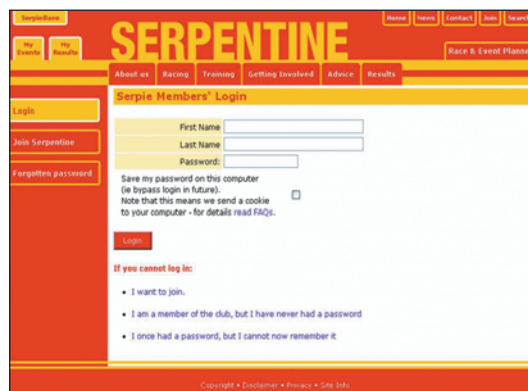 SerpieBase
Home News Contact Join Search
My Events My Results
SERPENTINE
Race & Event Planne
About us Racing Training Getting Involved Advice Results
Serpie Members' Login
Login
Join Serpentine
Forgotten password
First Name
Last Name
Password:
Save my password on this computer
(ie bypass login in future).
Note that this means we send a cookie
to your computer - for details read FAQs.
Login
If you cannot log in:
• I want to join.
• I am a member of the club, but I have never had a password
• I once had a password, but I cannot now remember it
Copyright • Disclaimer • Privacy • Site Info